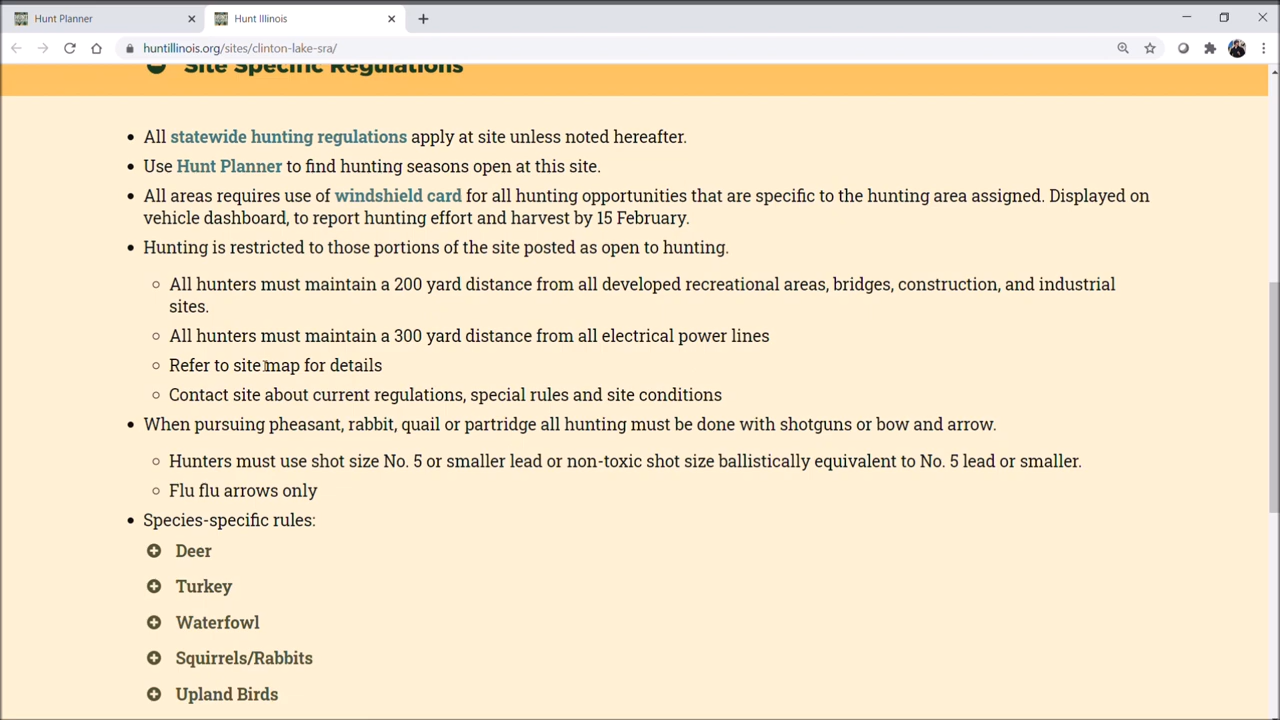 Hunt Planner
Hunt Illinois
huntillinois.org/sites/clinton-lake-sra/
Site Specific Regulations
All statewide hunting regulations apply at site unless noted hereafter.
Use Hunt Planner to find hunting seasons open at this site.
All areas requires use of windshield card for all hunting opportunities that are specific to the hunting area assigned. Displayed on
vehicle dashboard, to report hunting effort and harvest by 15 February.
Hunting is restricted to those portions of the site posted as open to hunting.
All hunters must maintain a 200 yard distance from all developed recreational areas, bridges, construction, and industrial
sites.
All hunters must maintain a 300 yard distance from all electrical power lines
Refer to site map for details
Contact site about current regulations, special rules and site conditions
When pursuing pheasant, rabbit, quail or partridge all hunting must be done with shotguns or bow and arrow.
Hunters must use shot size No. 5 or smaller lead or non-toxic shot size ballistically equivalent to No. 5 lead or smaller.
Flu flu arrows only
Species-specific rules:
Deer
Turkey
Waterfowl
Squirrels/Rabbits
Upland Birds